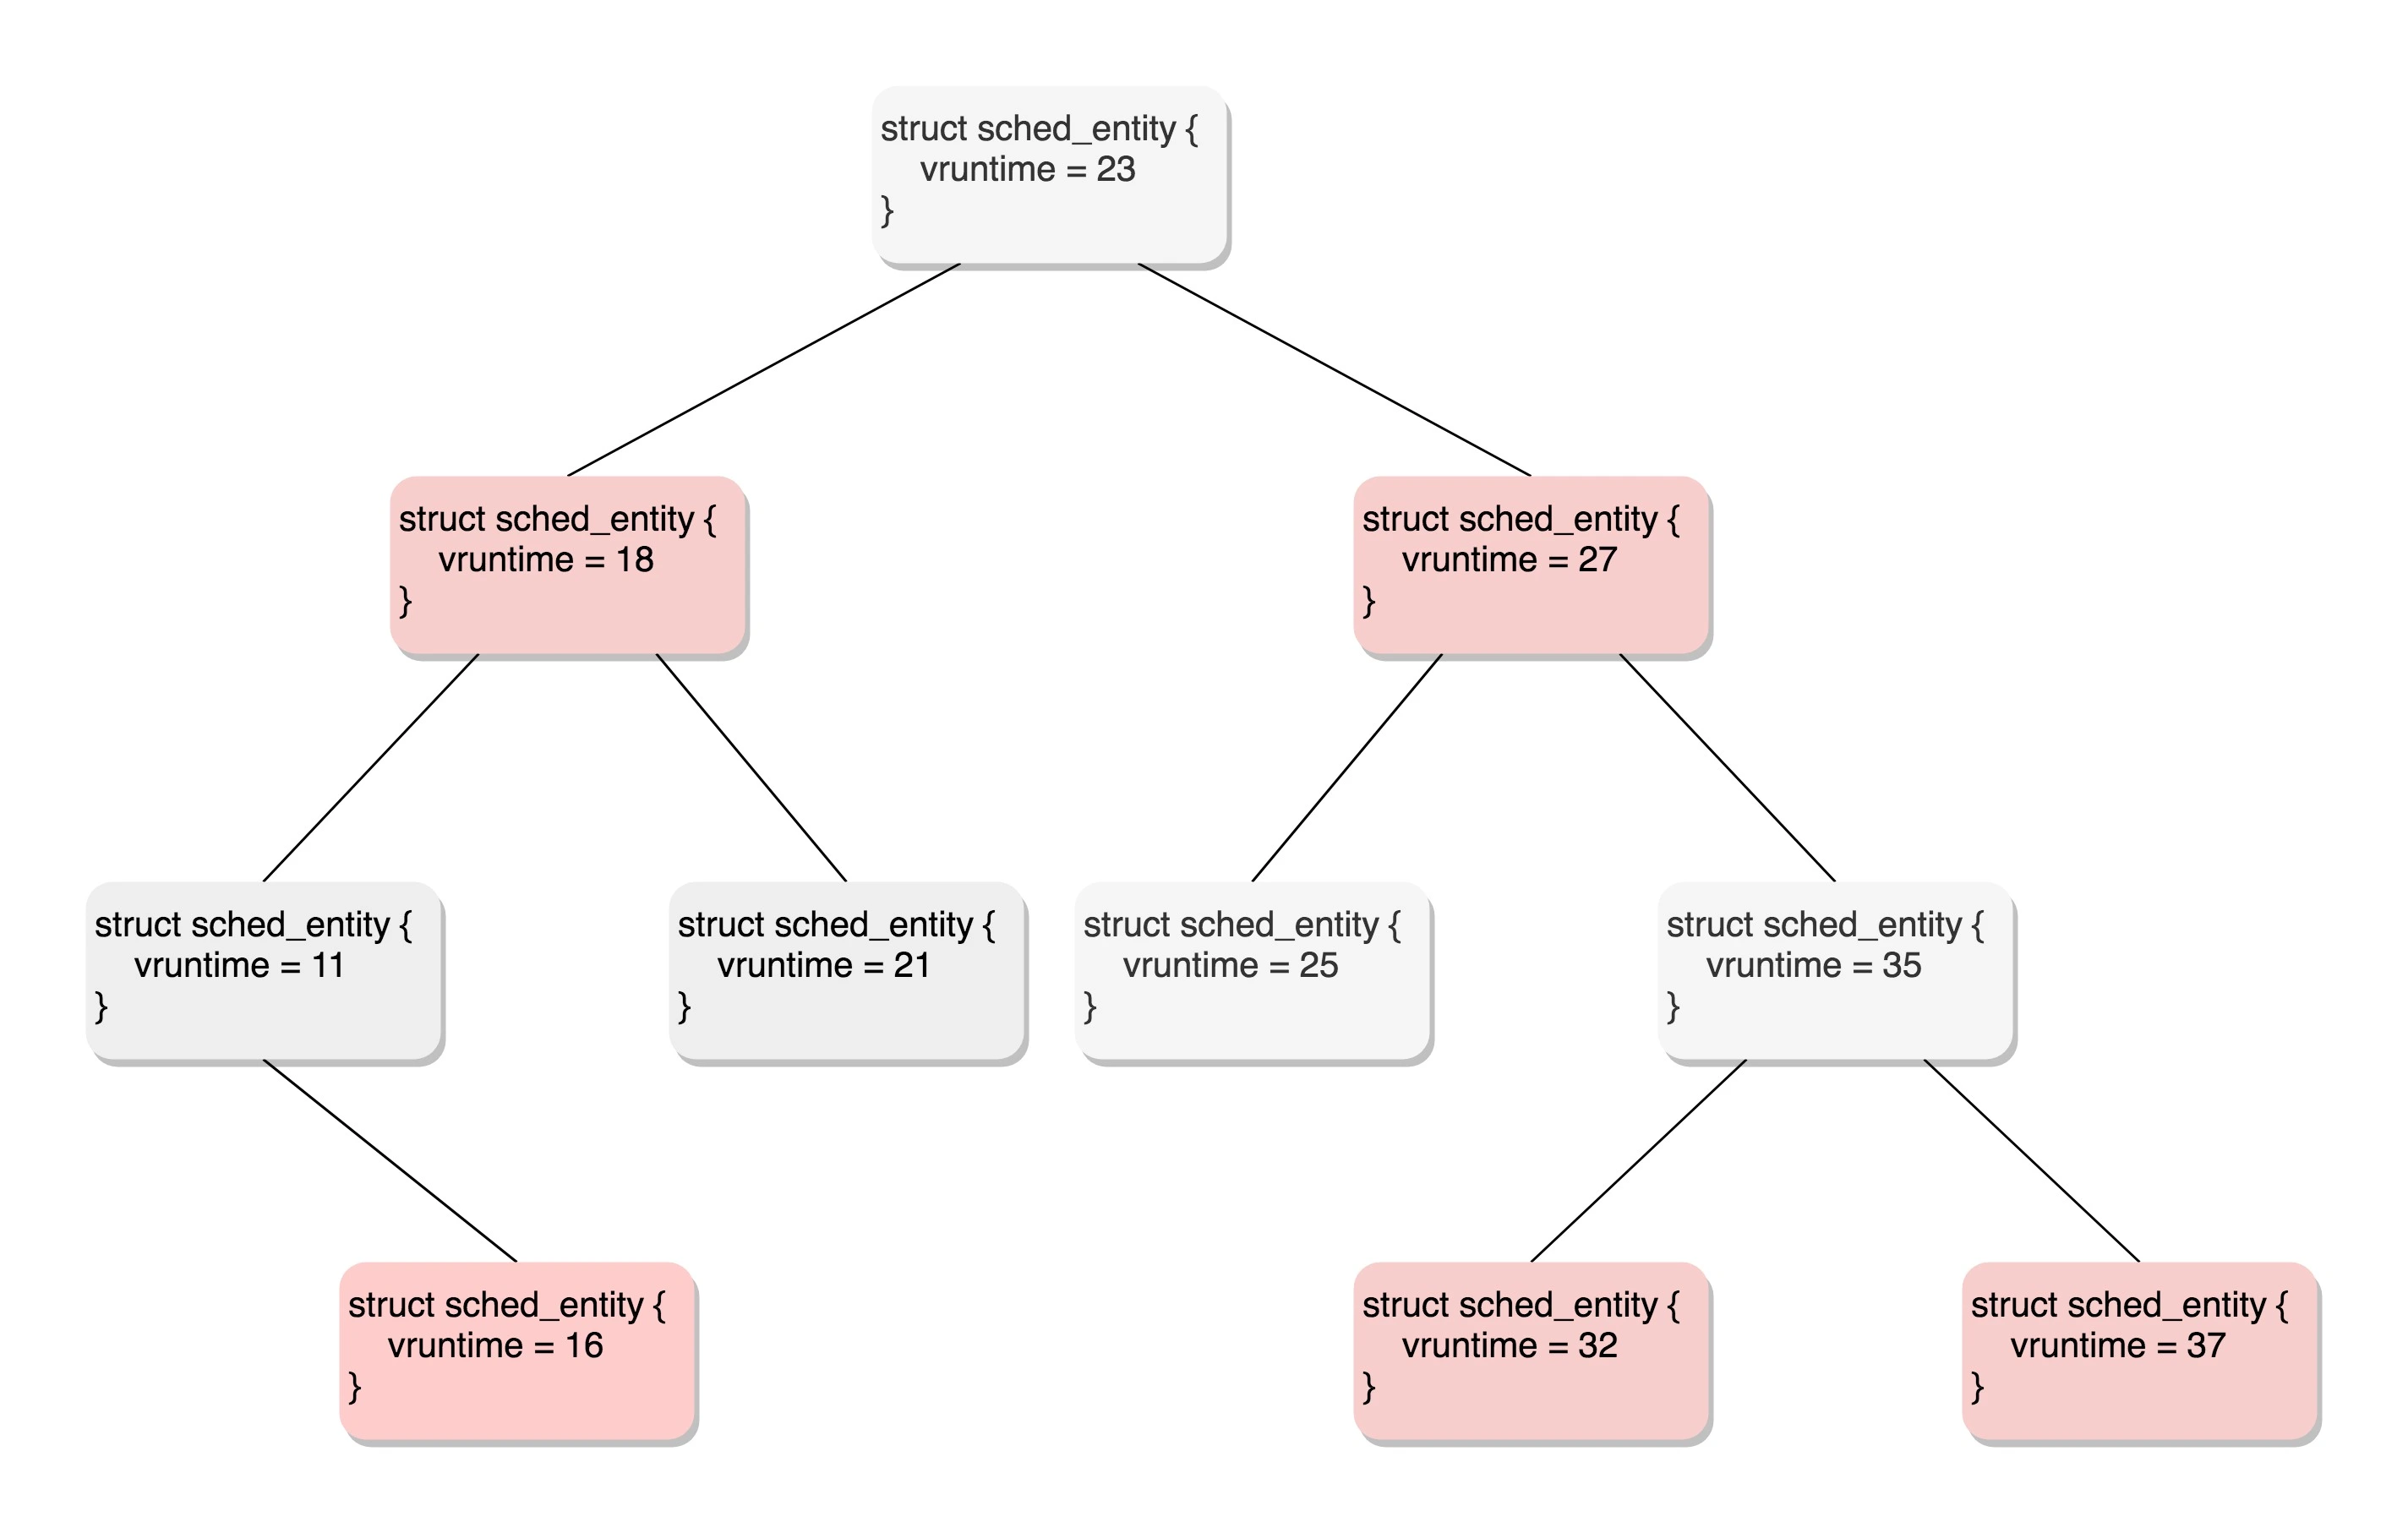 struct sched_entity {
vruntime = 23
}
struct sched_entity {
vruntime = 18
}
struct sched_entity {
vruntime = 27
}
struct sched_entity {
vruntime = 11
}
struct sched_entity {
vruntime = 21
}
struct sched_entity {
vruntime = 25
}
struct sched_entity {
vruntime = 35
}
struct sched_entity {
vruntime = 16
}
struct sched_entity {
vruntime = 32
}
struct sched_entity {
vruntime = 37
}